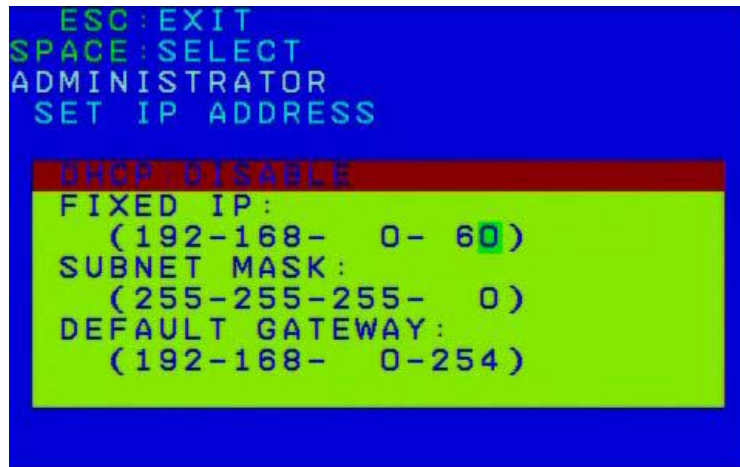 ESC:EXIT
SPACE:SELECT
ADMINISTRATOR
SET IP ADDRESS
DHCP DISABLE
FIXED IP:
(192-168-  0- 60)
SUBNET MASK:
(255-255-255-  0)
DEFAULT GATEWAY:
(192-168-  0-254)